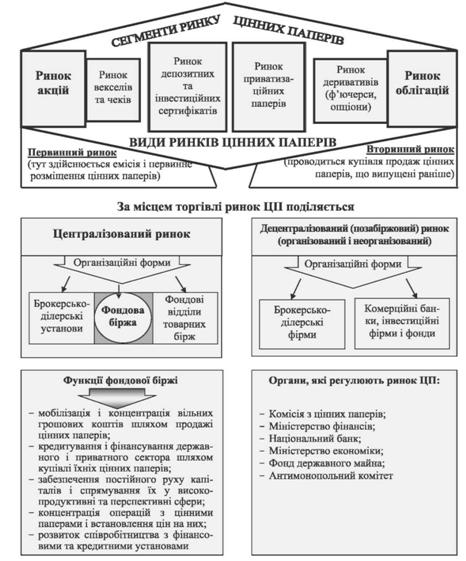 СЕГМЕНТИ РИНКУ ЦІННИХ ПАПЕРІВ
Ринок
акцій
Ринок
векселів
та чеків
Ринок
депозитних
та
інвестиційних
сертифікатів
Ринок
приватиза-
ційних
паперів
Ринок
деривативів
(ф'ючерси,
опціони)
Ринок
облігацій
ВИДИ РИНКІВ ЦІННИХ ПАПЕРІВ
Первинний ринок
(тут здійснюється емісія і первинне
розміщення цінних паперів)
Вторинний ринок
(проводиться купівля продаж цінних
паперів, що випущені раніше)
За місцем торгівлі ринок ЦП поділяється
Централізований ринок
Організаційні форми
Брокерсько-
ділерські
установи
Фондова
біржа
Фондові
відділи
товарних
бірж
Децентралізований (позабіржовий) ринок
(організований і неорганізований)
Організаційні форми
Брокерсько-
ділерські
фірми
Комерційні бан-
ки, інвестиційні
фірми і фонди
Функції фондової біржі
– мобілізація і концентрація вільних
грошових коштів шляхом продажі
цінних паперів;
– кредитування і фінансування держав-
ного і приватного сектора шляхом
купівлі їхніх цінних паперів;
– забезпечення постійного руху капі-
талів і спрямування їх у високо-
продуктивні та перспективні сфери;
– концентрація операцій з цінними
паперами і встановлення цін на них;
– розвиток співробітництва з фінансо-
вими та кредитними установами
Органи, які регулюють ринок ЦП:
– Комісія з цінних паперів;
– Міністерство фінансів;
– Національний банк;
– Міністерство економіки;
– Фонд державного майна;
– Антимонопольний комітет